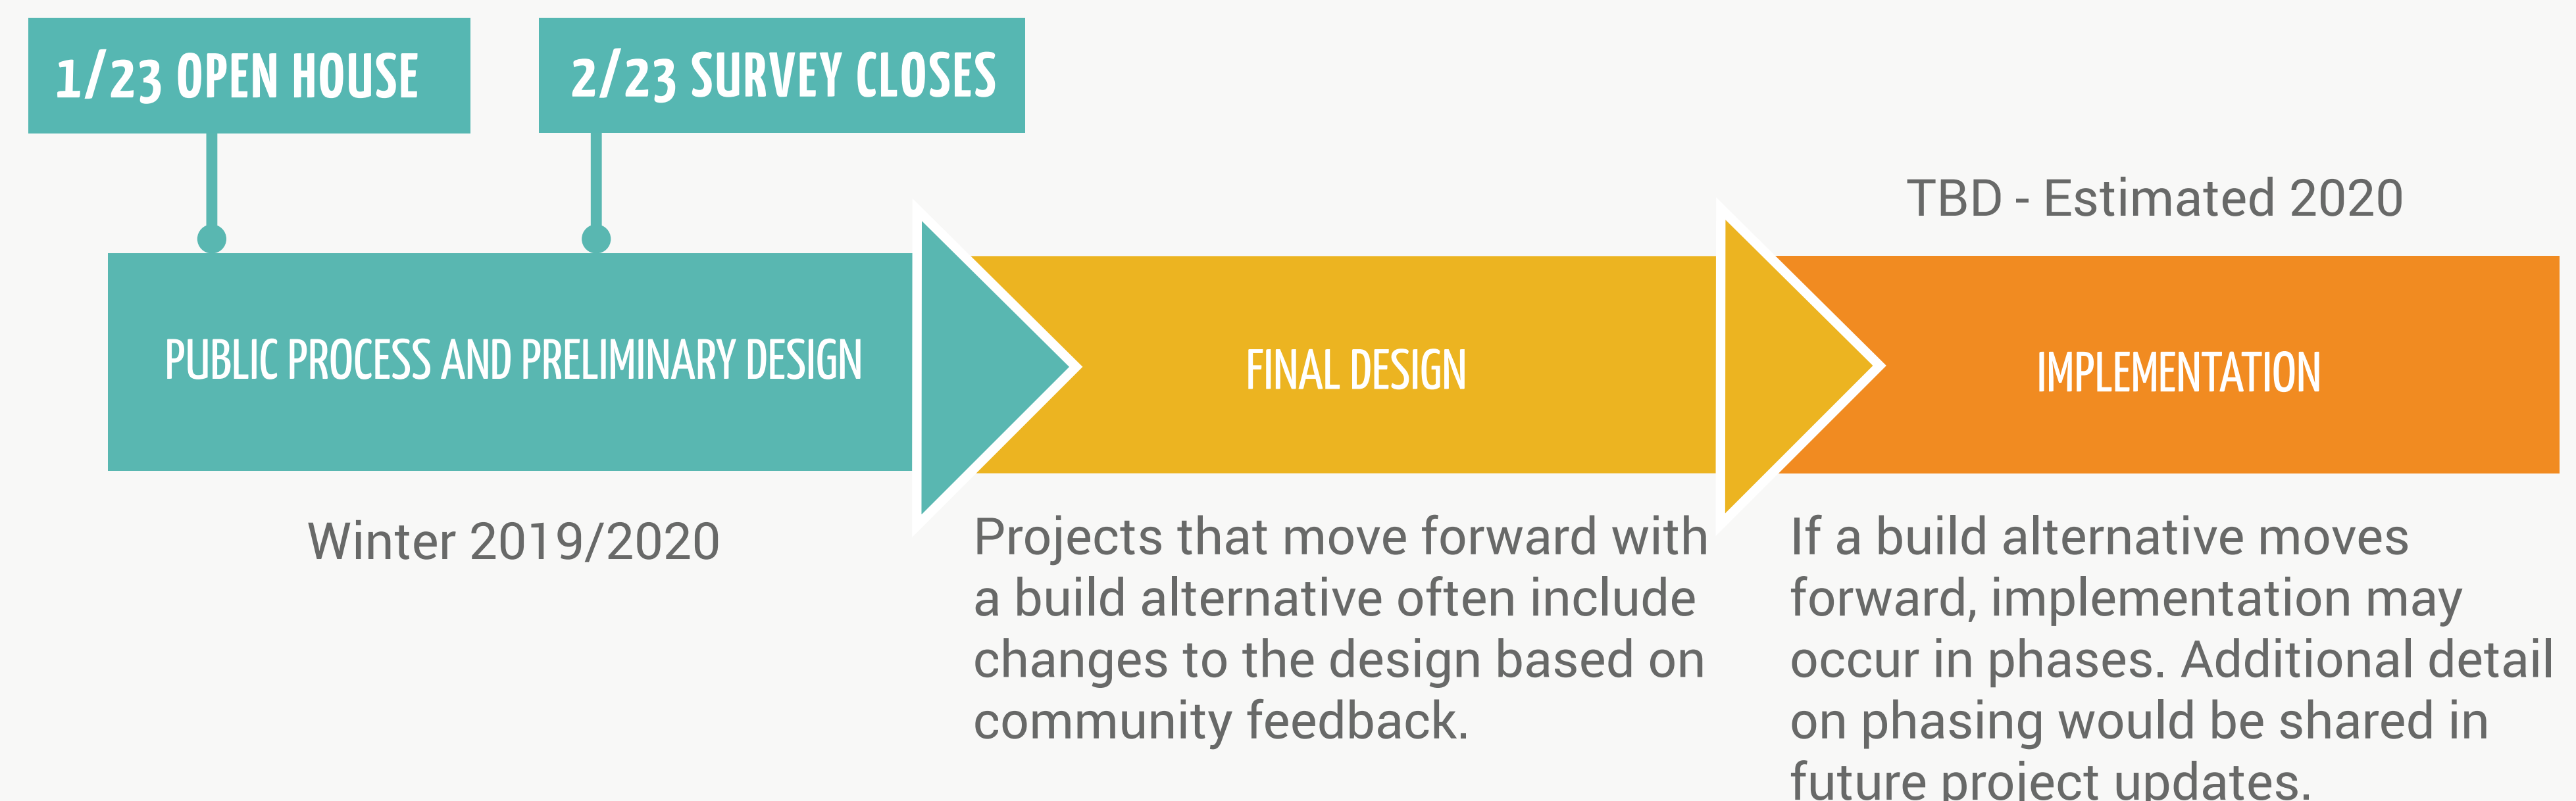 1/23 OPEN HOUSE
2/23 SURVEY CLOSES
TBD - Estimated 2020
PUBLIC PROCESS AND PRELIMINARY DESIGN
FINAL DESIGN
IMPLEMENTATION
Winter 2019/2020
Projects that move forward with
a build alternative often include
changes to the design based on
community feedback.
If a build alternative moves
forward, implementation may
occur in phases. Additional detail
on phasing would be shared in
future project updates.